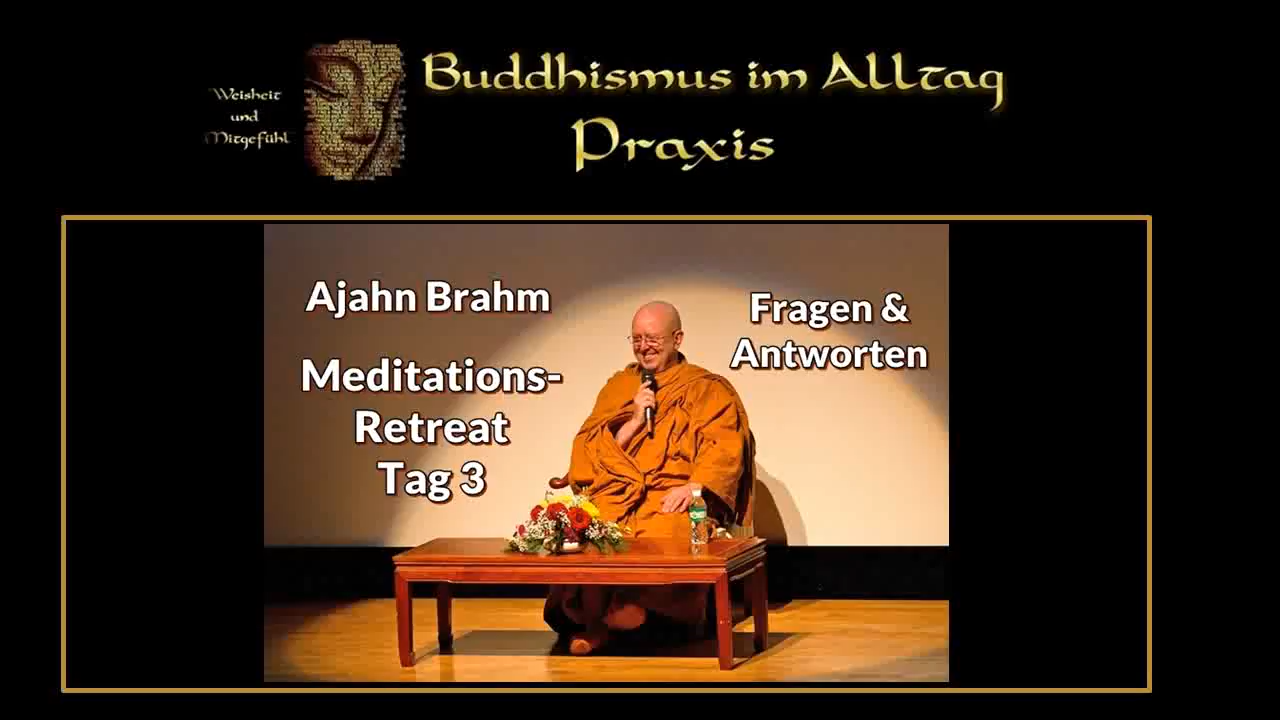 Buddhismus im Alltag
Praxis
Weisheit
und
Mitgefühl
Ajahn Brahm
Meditations-
Retreat
Tag 3
Fragen &
Antworten